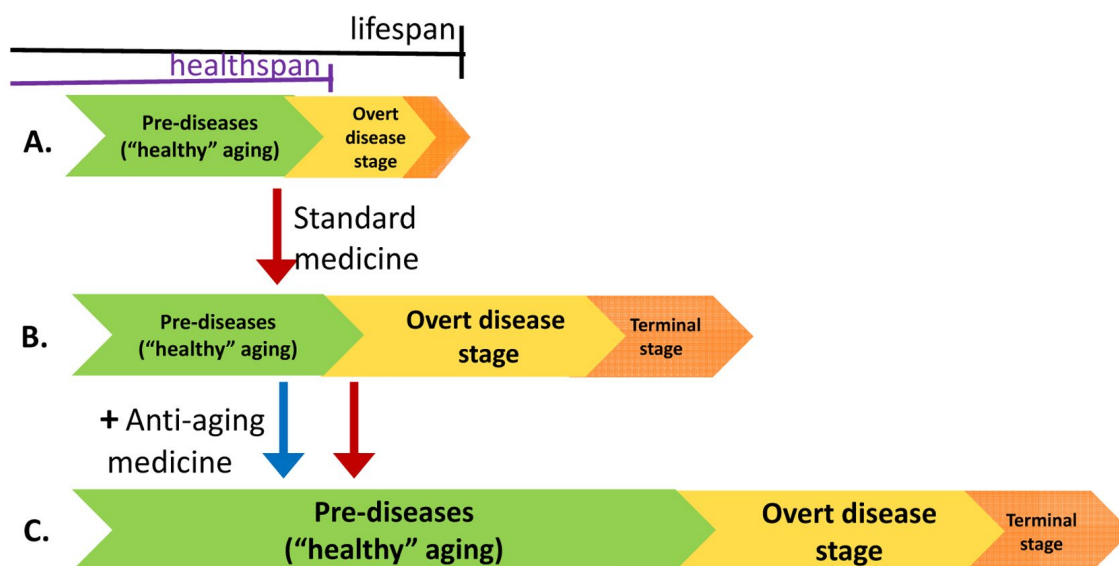 lifespan
healthspan
A.
Pre-diseases
(“healthy” aging)
Overt
disease
stage
Standard
medicine
B.
Pre-diseases
(“healthy” aging)
Overt disease
stage
Terminal
stage
+ Anti-aging
medicine
C.
Pre-diseases
(“healthy” aging)
Overt disease
stage
Terminal
stage